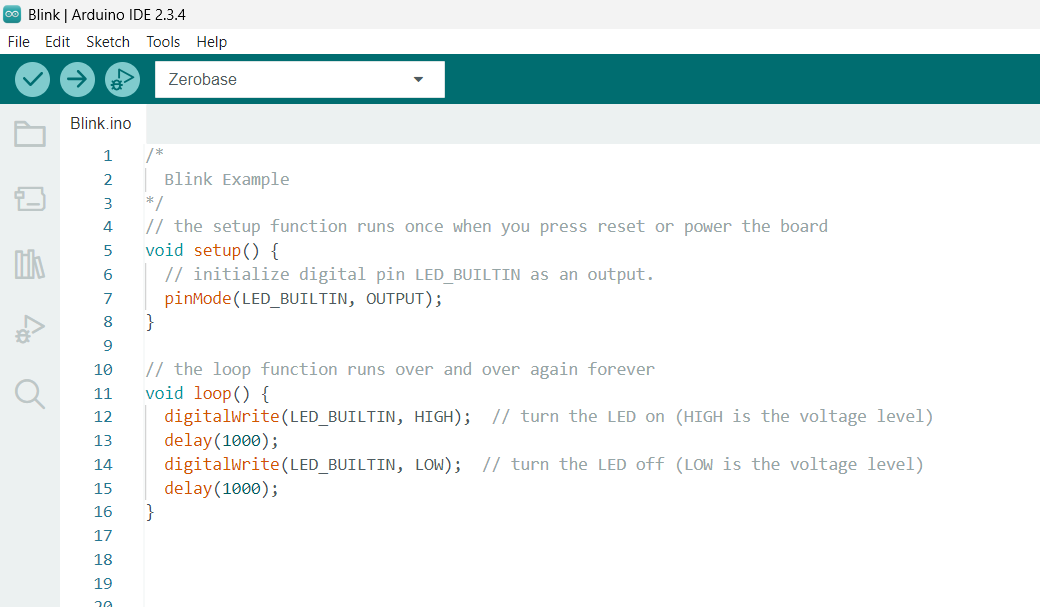 Blink | Arduino IDE 2.3.4
File Edit Sketch Tools Help
Zerobase
Blink.ino
1 /*
2 Blink Example
3 */
4 // the setup function runs once when you press reset or power the board
5 void setup() {
6 // initialize digital pin LED_BUILTIN as an output.
7 pinMode(LED_BUILTIN, OUTPUT);
8 }
9
10 // the loop function runs over and over again forever
11 void loop() {
12 digitalWrite(LED_BUILTIN, HIGH); // turn the LED on (HIGH is the voltage level)
13 delay(1000);
14 digitalWrite(LED_BUILTIN, LOW); // turn the LED off (LOW is the voltage level)
15 delay(1000);
16 }
17
18
19
20